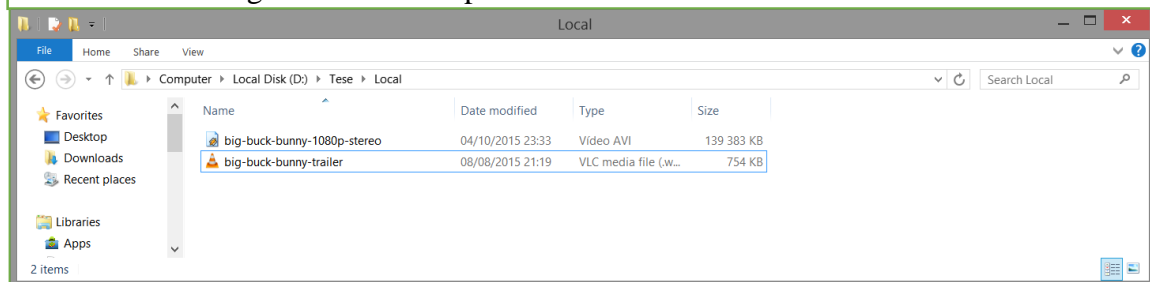 Local
File Home Share View
Computer Local Disk (D:) Tese Local
Search Local
Favorites
Desktop
Downloads
Recent places
Libraries
Apps
Name Date modified Type Size
big-buck-bunny-1080p-stereo 04/10/2015 23:33 Vídeo AVI 139 383 KB
big-buck-bunny-trailer 08/08/2015 21:19 VLC media file (.w... 754 KB
2 items